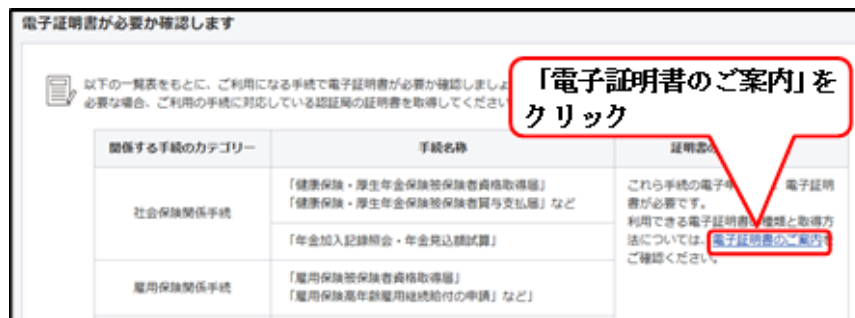 電子証明書が必要か確認します
以下の一覧表をもとに、ご利用になる手続で電子証明書が必要か確認しましょ
必要な場合、ご利用の手続に対応している認証局の証明書を取得してください
「電子証明書のご案内」を
クリック
関係する手続のカテゴリー
手続名称
証明書の
社会保険関係手続
「健康保険・厚生年金保険被保険者資格取得届」
「健康保険・厚生年金保険被保険者賞与支払届」など
「年金加入記録照会・年金見込額試算」
これら手続の電子申 電子証明
書が必要です。
利用できる電子証明書の種類と取得方
法については、電子証明書のご案内を
ご確認ください。
雇用保険関係手続
「雇用保険被保険者資格取得届」
「雇用保険高年齢雇用継続給付の申請」など」